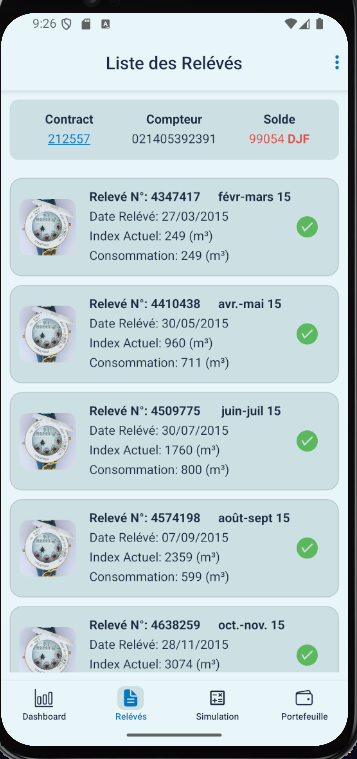 9:26
Liste des Relévés
Contract Compteur Solde
212557 021405392391 99054 DJF
Relevé N°: 4347417 févr-mars 15
Date Relévé: 27/03/2015
Index Actuel: 249 (m³)
Consommation: 249 (m³)
Relevé N°: 4410438 avr.-mai 15
Date Relévé: 30/05/2015
Index Actuel: 960 (m³)
Consommation: 711 (m³)
Relevé N°: 4509775 juin-juil 15
Date Relévé: 30/07/2015
Index Actuel: 1760 (m³)
Consommation: 800 (m³)
Relevé N°: 4574198 août-sept 15
Date Relévé: 07/09/2015
Index Actuel: 2359 (m³)
Consommation: 599 (m³)
Relevé N°: 4638259 oct.-nov. 15
Date Relévé: 28/11/2015
Index Actuel: 3074 (m³)
Dashboard Relévés Simulation Portefeuille